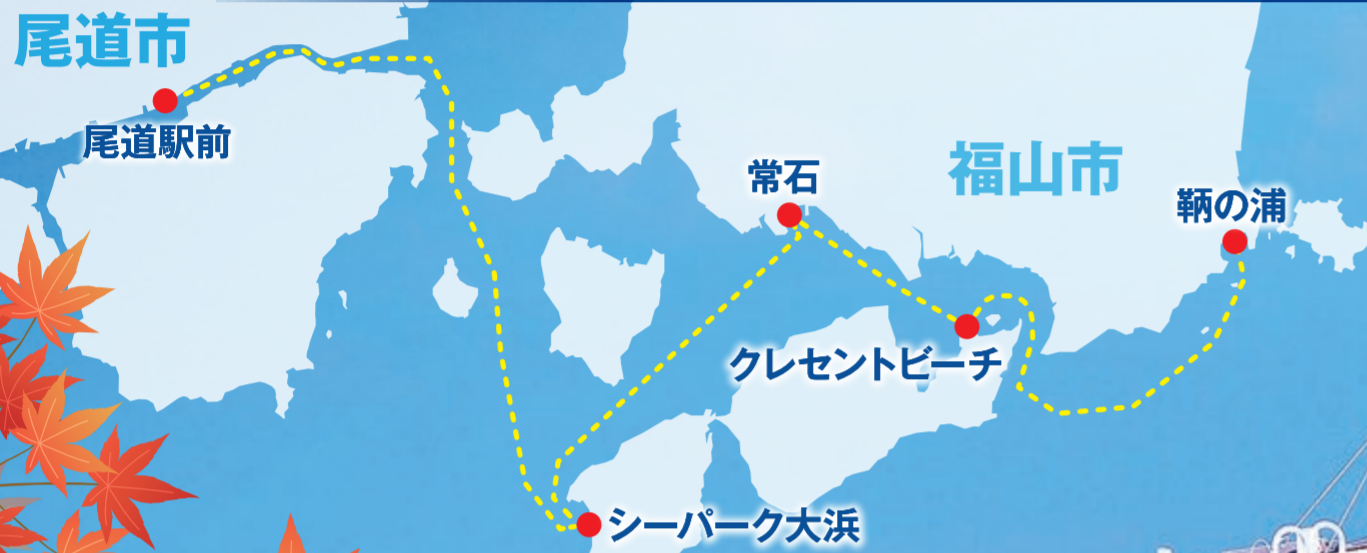 尾道市
尾道駅前
常石
福山市
鞆の浦
クレセントビーチ
シーパーク大浜